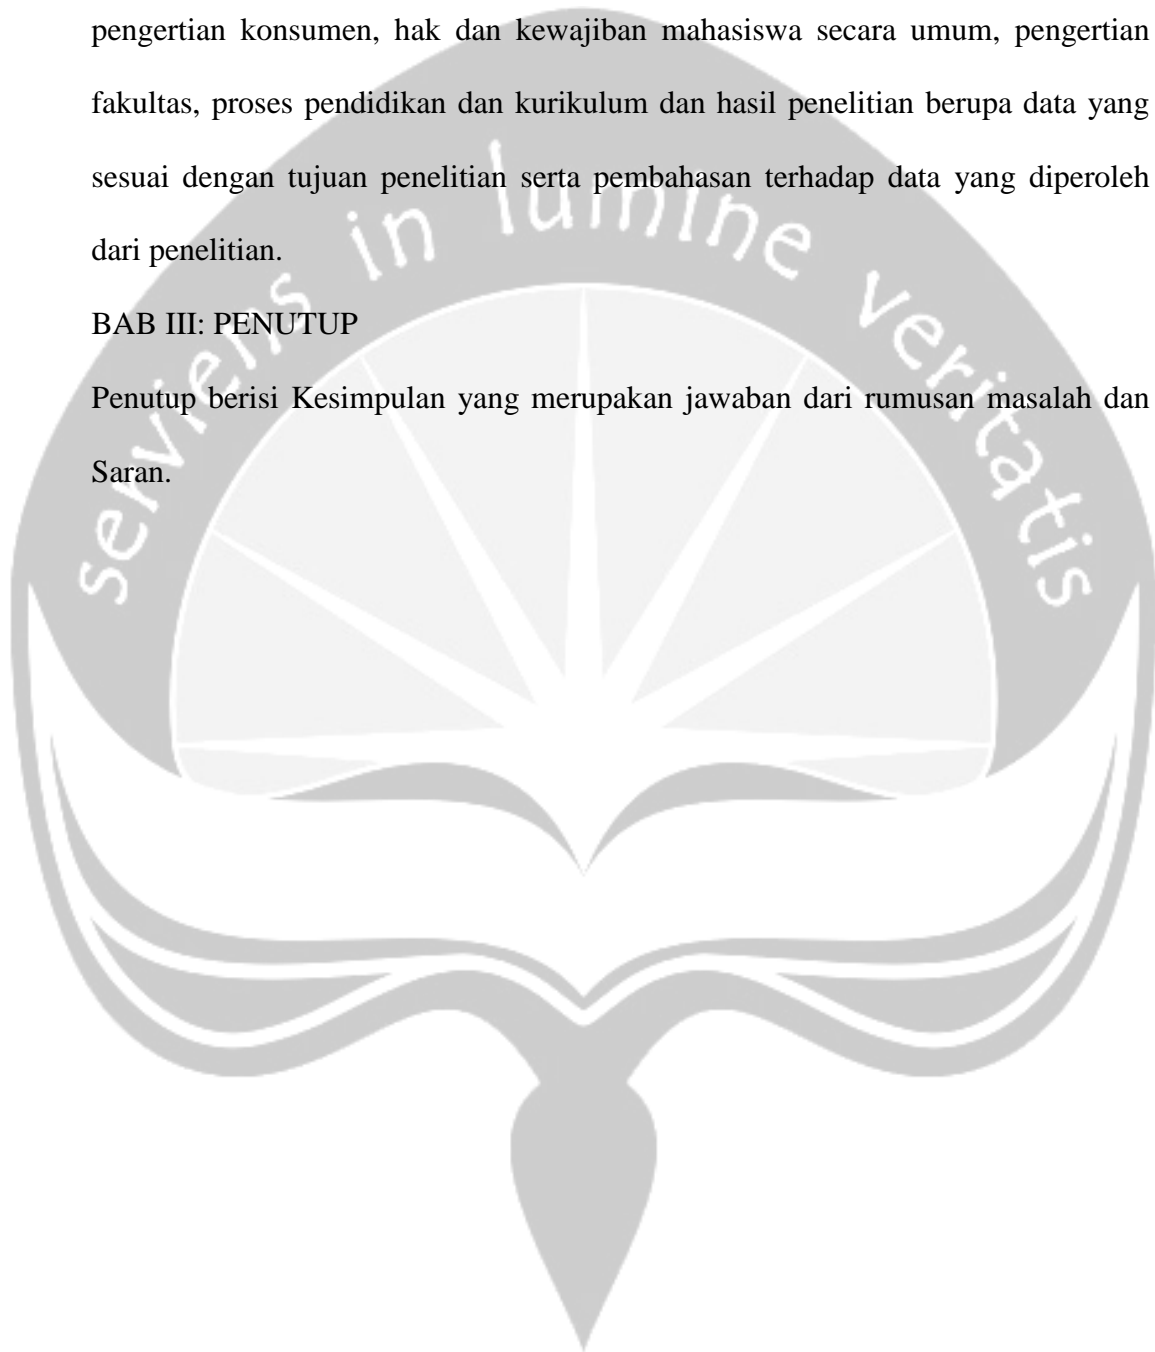 pengertian konsumen, hak dan kewajiban mahasiswa secara umum, pengertian
fakultas, proses pendidikan dan kurikulum dan hasil penelitian berupa data yang
sesuai dengan tujuan penelitian serta pembahasan terhadap data yang diperoleh
dari penelitian.
BAB III: PENUTUP
Penutup berisi Kesimpulan yang merupakan jawaban dari rumusan masalah dan
Saran.
serviens in lumine veritatis